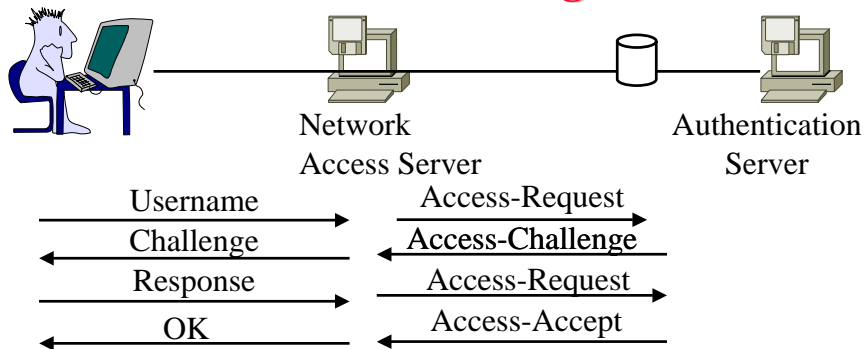 Network
Access Server
Authentication
Server
Username
Access-Request
Challenge
Access-Challenge
Response
Access-Request
OK
Access-Accept